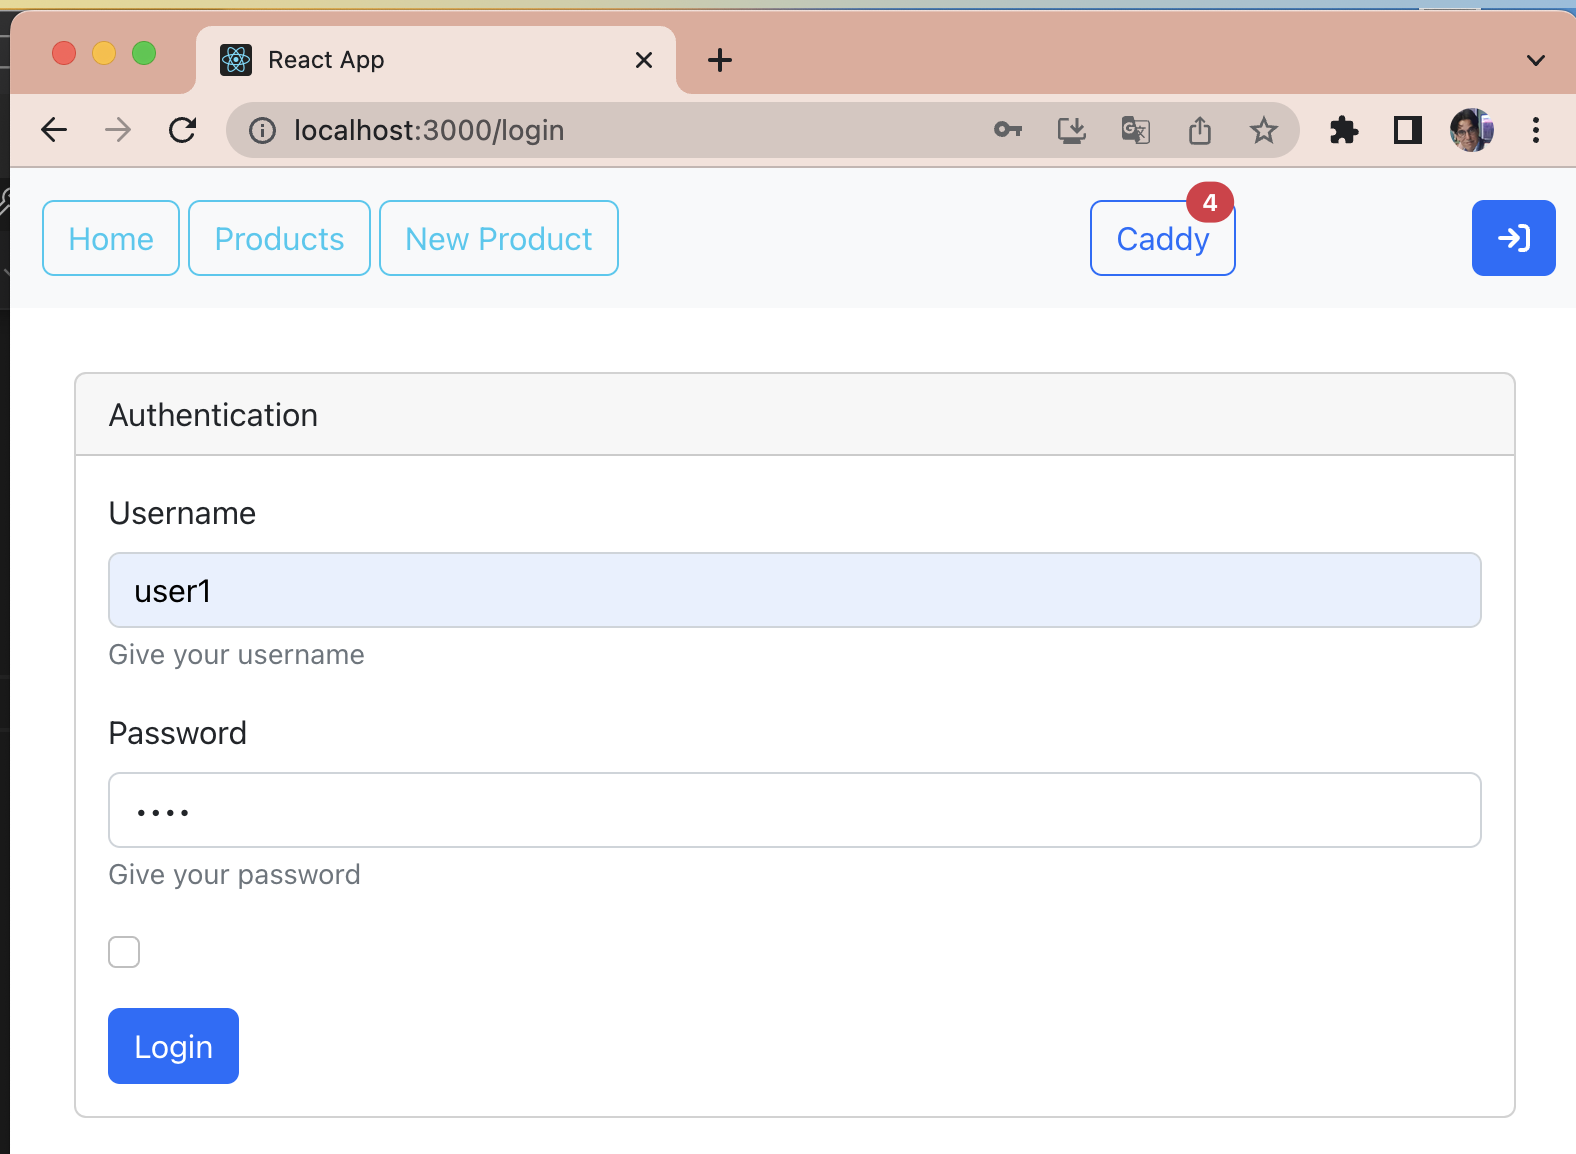 React App
localhost:3000/login
Home Products New Product Caddy 4
Authentication
Username
user1
Give your username
Password
••••
Give your password
Login